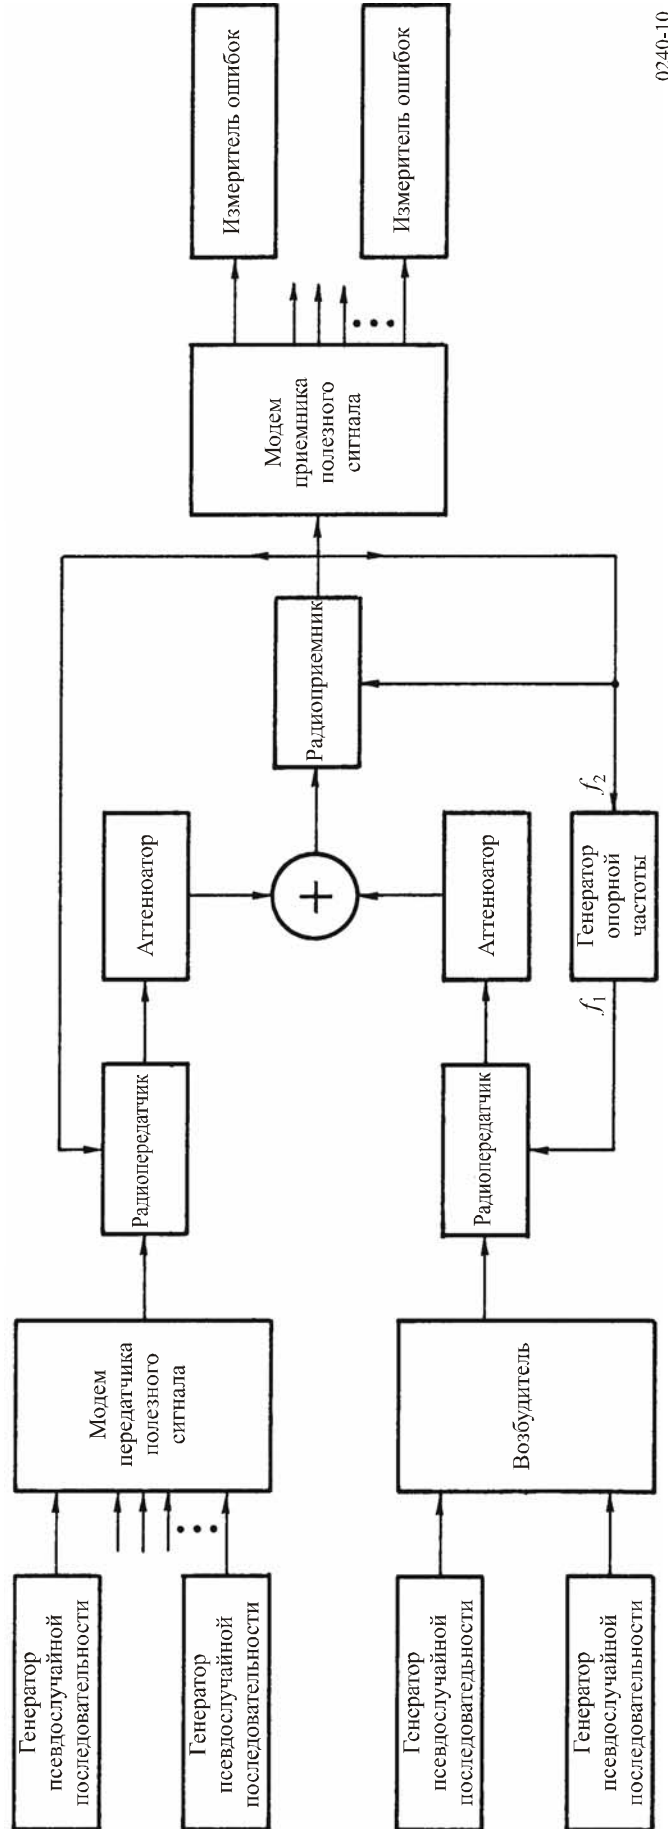 Генератор
псевдослучайной
последовательности
Генератор
псевдослучайной
последовательности
Модем
передатчика
полезного
сигнала
Радиопередатчик
Аттенюатор
+
Радиоприемник
Модем
приемника
полезного
сигнала
Измеритель ошибок
Измеритель ошибок
Генератор
псевдослучайной
последовательности
Генератор
псевдослучайной
последовательности
Возбудитель
Радиопередатчик
Аттенюатор
f1
Генератор
опорной
частоты
f2
0240-10